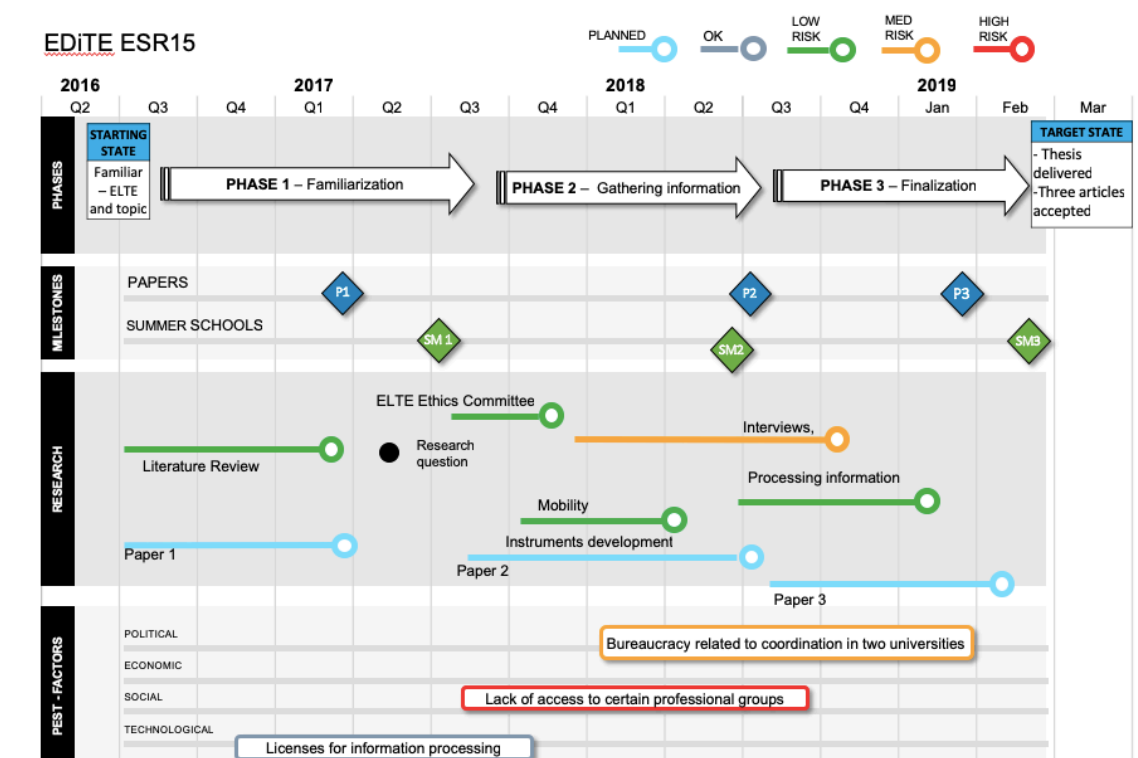 EDiTE ESR15
PLANNED
OK
LOW
RISK
MED
RISK
HIGH
RISK
2016
2017
2018
2019
Q2
Q3
Q4
Q1
Q2
Q3
Q4
Q1
Q2
Q3
Q4
Jan
Feb
Mar
PHASES
STARTING
STATE
Familiar
– ELTE
and topic
PHASE 1 – Familiarization
PHASE 2 – Gathering information
PHASE 3 – Finalization
TARGET STATE
- Thesis
delivered
-Three articles
accepted
MILESTONES
PAPERS
P1
P2
P3
SUMMER SCHOOLS
SM 1
SM2
SM3
RESEARCH
ELTE Ethics Committee
Interviews,
Research
question
Literature Review
Processing information
Mobility
Instruments development
Paper 1
Paper 2
Paper 3
PEST -FACTORS
POLITICAL
Bureaucracy related to coordination in two universities
ECONOMIC
SOCIAL
Lack of access to certain professional groups
TECHNOLOGICAL
Licenses for information processing